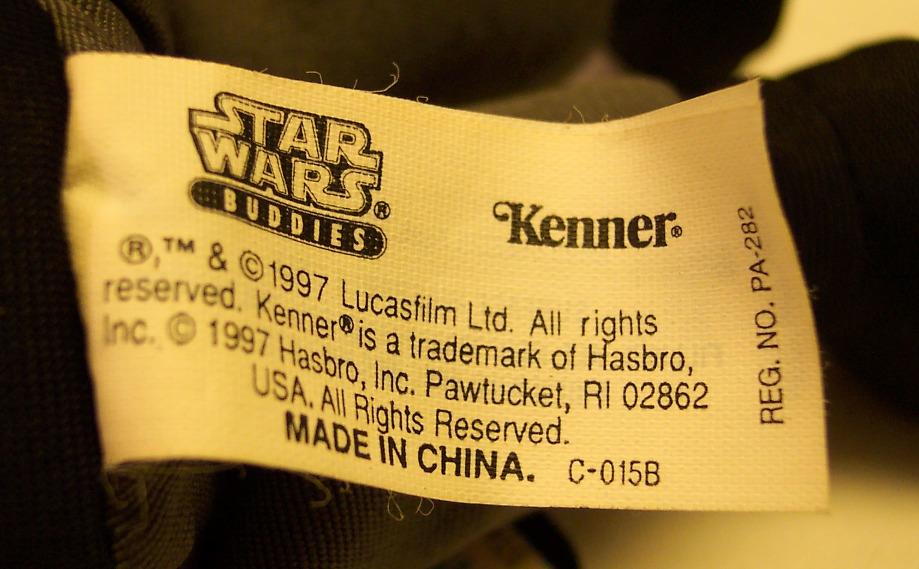 STAR
WARS®
BUDDIES
Kenner®
®,™ & ©1997 Lucasfilm Ltd. All rights
reserved. Kenner® is a trademark of Hasbro,
Inc. © 1997 Hasbro, Inc. Pawtucket, RI 02862
USA. All Rights Reserved.
MADE IN CHINA. C-015B
REG. NO. PA-282